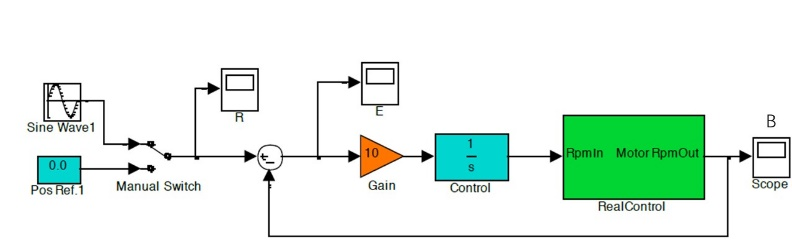 Sine Wave1
0.0
Pos Ref.1
Manual Switch
R
E
10
Gain
1
s
Control
RpmIn
Motor RpmOut
RealControl
B
Scope